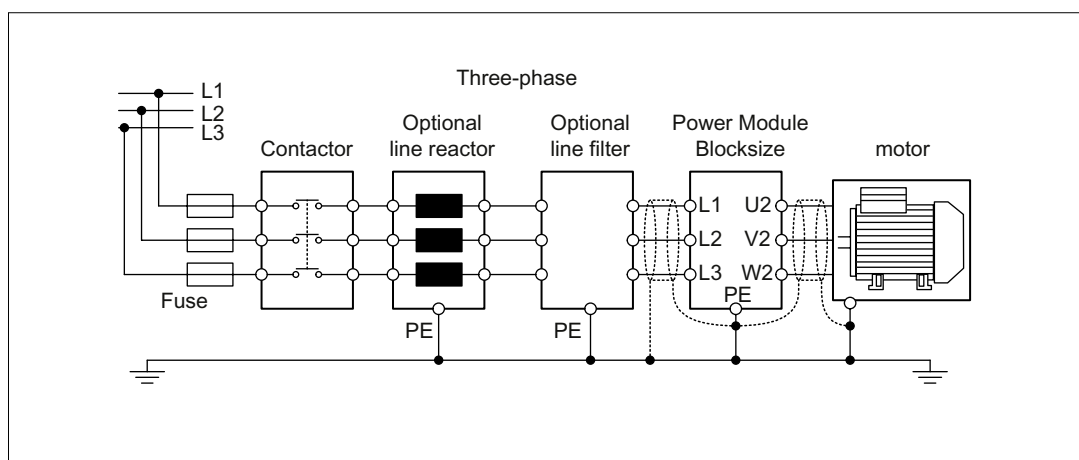 Three-phase
L1
L2
L3
Contactor
Optional
line reactor
Optional
line filter
Power Module
Blocksize
motor
L1 U2
L2 V2
L3 W2
Fuse
PE
PE
PE